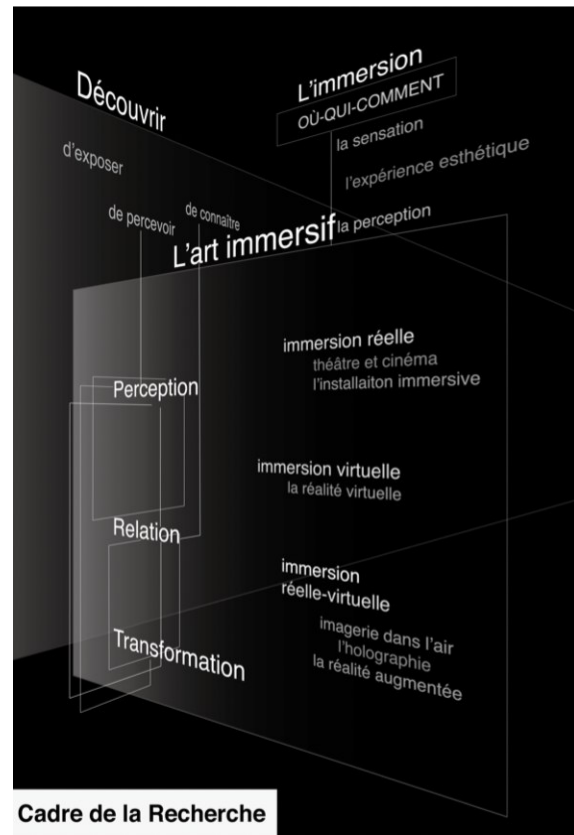 Découvrir
d'exposer
de percevoir
de connaître
L'immersion
OÙ-QUI-COMMENT
la sensation
l'expérience esthétique
la perception
L'art immersif
immersion réelle
théâtre et cinéma
l'installaiton immersive
Perception
immersion virtuelle
la réalité virtuelle
Relation
immersion
réelle-virtuelle
imagerie dans l'air
l'holographie
la réalité augmentée
Transformation
Cadre de la Recherche